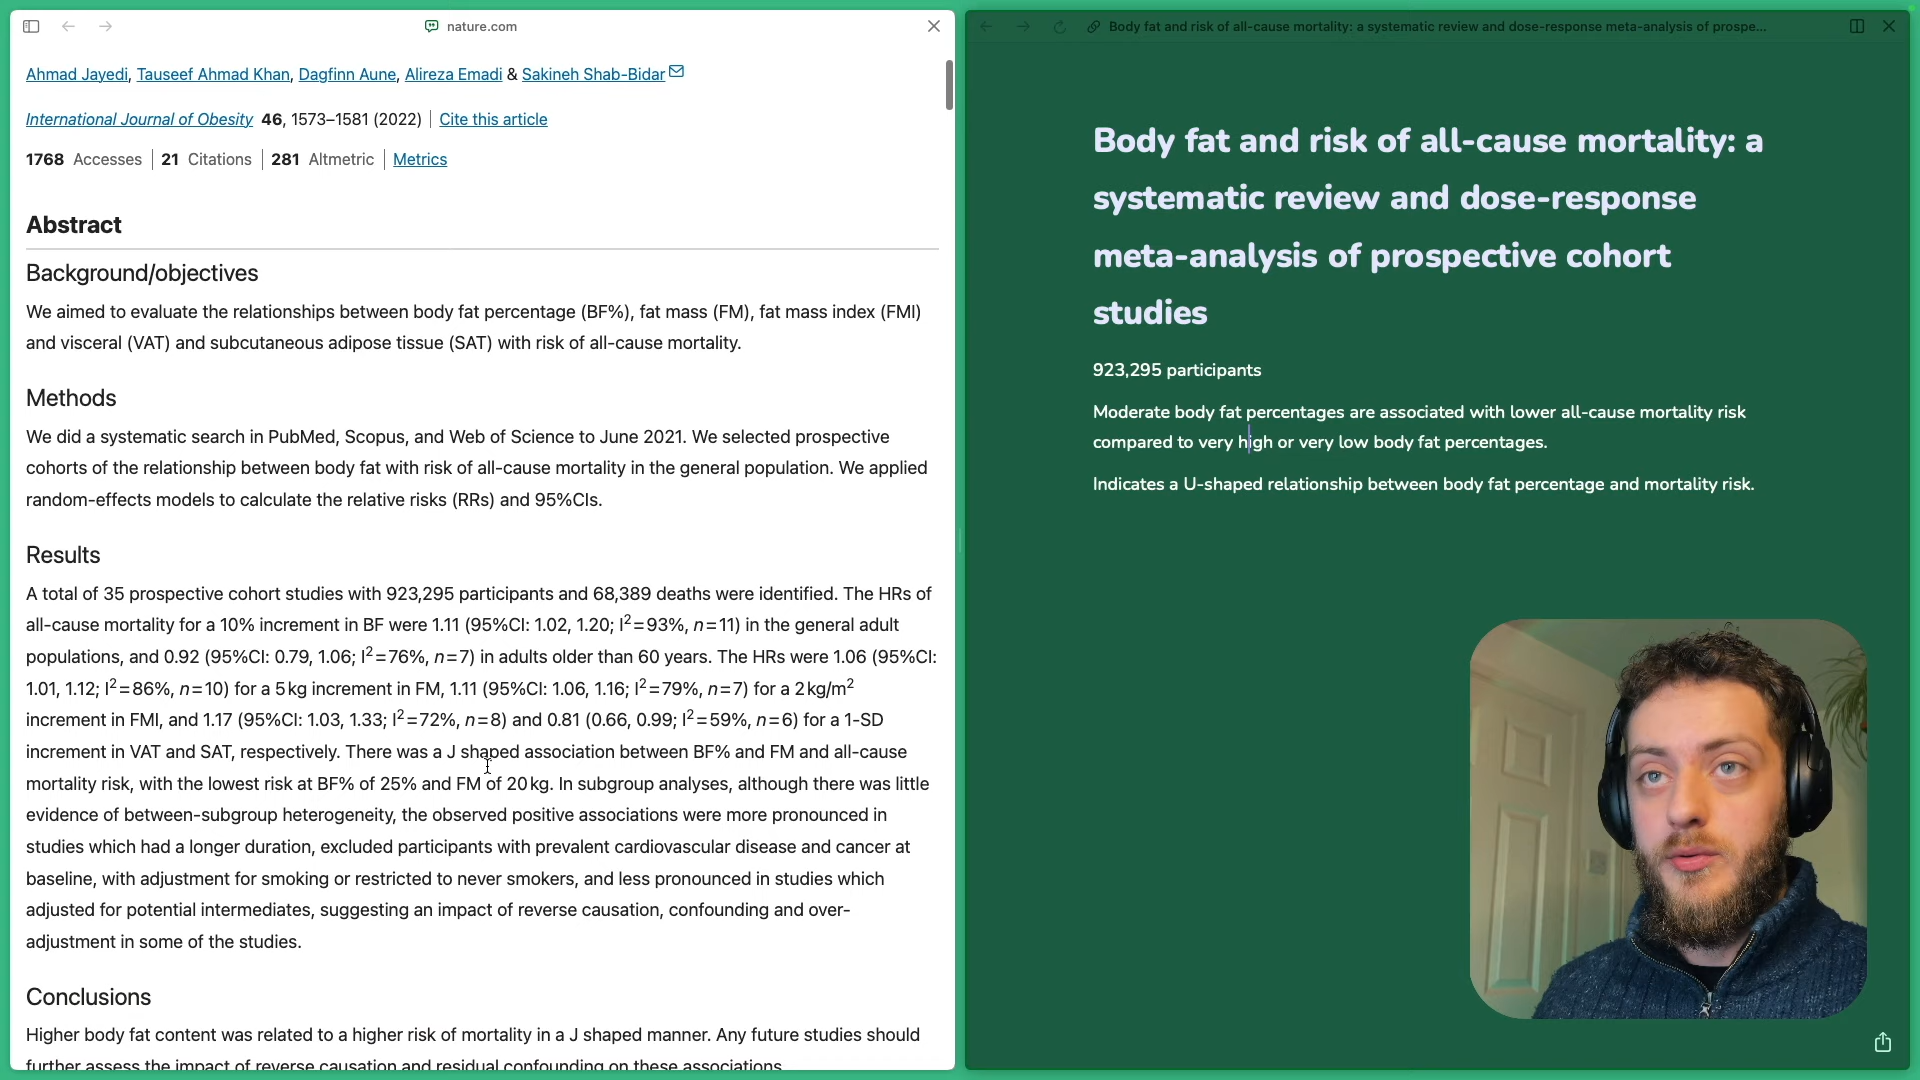 nature.com
Ahmad Jayedi, Tauseef Ahmad Khan, Dagfinn Aune, Alireza Emadi & Sakineh Shab-Bidar
International Journal of Obesity 46, 1573–1581 (2022) | Cite this article
1768 Accesses | 21 Citations | 281 Altmetric | Metrics
Abstract
Background/objectives
We aimed to evaluate the relationships between body fat percentage (BF%), fat mass (FM), fat mass index (FMI)
and visceral (VAT) and subcutaneous adipose tissue (SAT) with risk of all-cause mortality.
Methods
We did a systematic search in PubMed, Scopus, and Web of Science to June 2021. We selected prospective
cohorts of the relationship between body fat with risk of all-cause mortality in the general population. We applied
random-effects models to calculate the relative risks (RRs) and 95%CIs.
Results
A total of 35 prospective cohort studies with 923,295 participants and 68,389 deaths were identified. The HRs of
all-cause mortality for a 10% increment in BF were 1.11 (95%CI: 1.02, 1.20; I²=93%, n=11) in the general adult
populations, and 0.92 (95%CI: 0.79, 1.06; I²=76%, n=7) in adults older than 60 years. The HRs were 1.06 (95%CI:
1.01, 1.12; I²=86%, n=10) for a 5 kg increment in FM, 1.11 (95%CI: 1.06, 1.16; I²=79%, n=7) for a 2 kg/m²
increment in FMI, and 1.17 (95%CI: 1.03, 1.33; I²=72%, n=8) and 0.81 (0.66, 0.99; I²=59%, n=6) for a 1-SD
increment in VAT and SAT, respectively. There was a J shaped association between BF% and FM and all-cause
mortality risk, with the lowest risk at BF% of 25% and FM of 20 kg. In subgroup analyses, although there was little
evidence of between-subgroup heterogeneity, the observed positive associations were more pronounced in
studies which had a longer duration, excluded participants with prevalent cardiovascular disease and cancer at
baseline, with adjustment for smoking or restricted to never smokers, and less pronounced in studies which
adjusted for potential intermediates, suggesting an impact of reverse causation, confounding and over-
adjustment in some of the studies.
Conclusions
Higher body fat content was related to a higher risk of mortality in a J shaped manner. Any future studies should
further assess the impact of reverse causation and residual confounding on these associations.
Body fat and risk of all-cause mortality: a systematic review and dose-response meta-analysis of prospe...
Body fat and risk of all-cause mortality: a
systematic review and dose-response
meta-analysis of prospective cohort
studies
923,295 participants
Moderate body fat percentages are associated with lower all-cause mortality risk
compared to very high or very low body fat percentages.
Indicates a U-shaped relationship between body fat percentage and mortality risk.